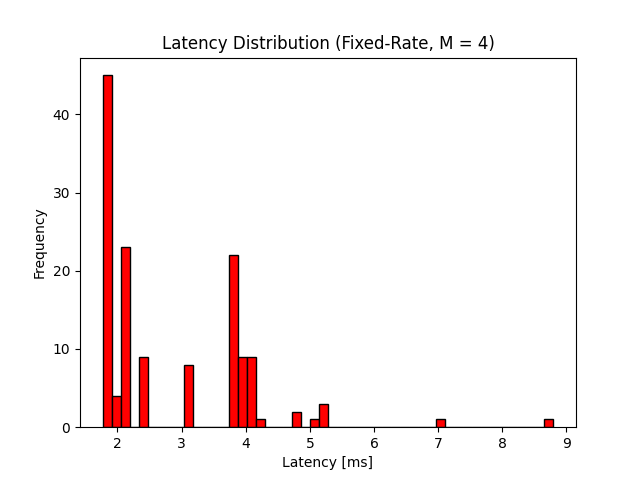 Latency Distribution (Fixed-Rate, M = 4)
40
30
20
10
0
Frequency
2 3 4 5 6 7 8 9
Latency [ms]